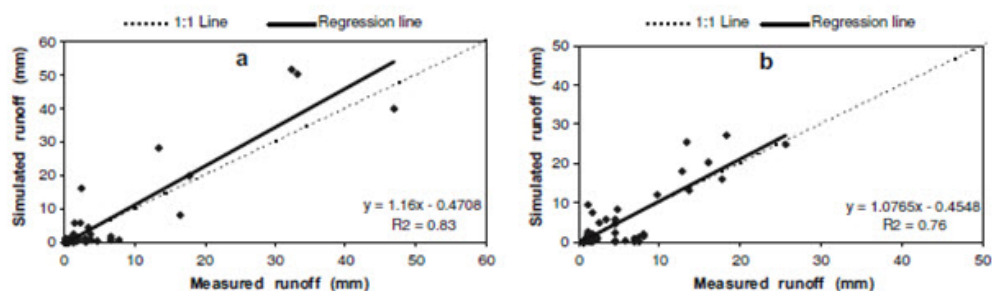 1:1 Line Regression line
a
Simulated runoff (mm)
60
50
40
30
20
10
0
y = 1.16x - 0.4708
R2 = 0.83
0 10 20 30 40 50 60
Measured runoff (mm)
1:1 Line Regression line
b
Simulated runoff (mm)
50
40
30
20
10
0
y = 1.0765x - 0.4548
R2 = 0.76
0 10 20 30 40 50
Measured runoff (mm)